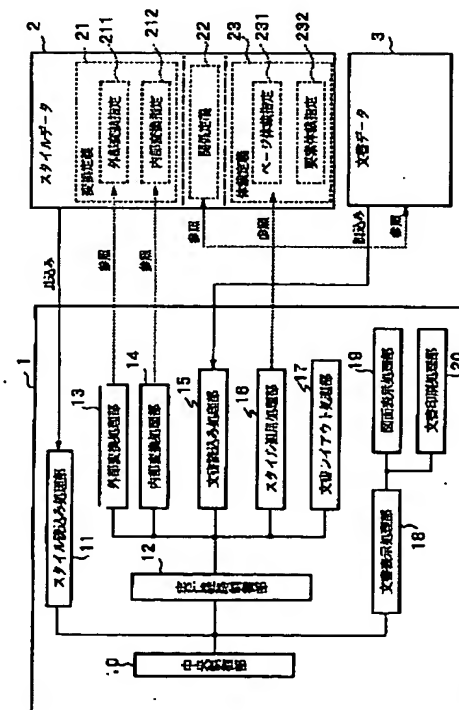 2
スタイルデータ
21
変換定義
211
外部変換指定
212
内部変換指定
22
関係定義
23
体裁定義
231
ページ体裁指定
232
要素体裁指定
3
文書データ
読込み
参照
参照
参照
参照
読込み
参照
1
スタイル読込み処理部
11
13
外部変換処理部
14
内部変換処理部
15
文書読込み処理部
16
スタイル適用処理部
17
文書レイアウト処理部
12
18
文書表示処理部
19
図面表示処理部
20
文書印刷処理部